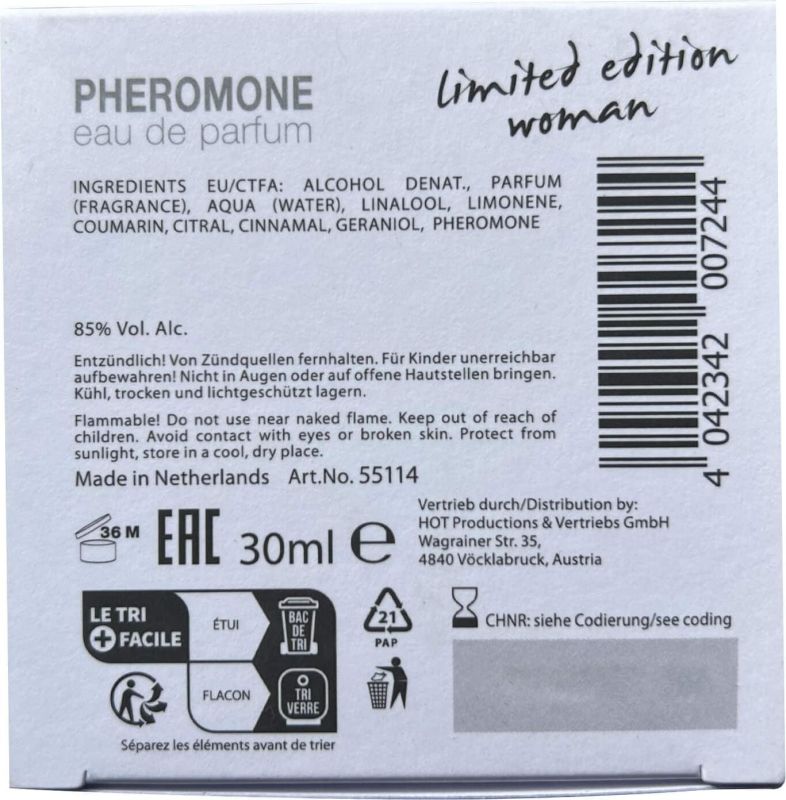 PHEROMONE
eau de parfum
limited edition
woman
INGREDIENTS EU/CTFA: ALCOHOL DENAT., PARFUM
(FRAGRANCE), AQUA (WATER), LINALOOL, LIMONENE,
COUMARIN, CITRAL, CINNAMAL, GERANIOL, PHEROMONE
4 042342 007244
85% Vol. Alc.
Entzündlich! Von Zündquellen fernhalten. Für Kinder unerreichbar
aufbewahren! Nicht in Augen oder auf offene Hautstellen bringen.
Kühl, trocken und lichtgeschützt lagern.
Flammable! Do not use near naked flame. Keep out of reach of
children. Avoid contact with eyes or broken skin. Protect from
sunlight, store in a cool, dry place.
Made in Netherlands Art.No. 55114
36 M
EAC
30ml e
Vertrieb durch/Distribution by:
HOT Productions & Vertriebs GmbH
Wagrainer Str. 35,
4840 Vöcklabruck, Austria
LE TRI
+ FACILE
ÉTUI
BAC
DE
TRI
FLACON
TRI
VERRE
Séparez les éléments avant de trier
21
PAP
CHNR: siehe Codierung/see coding